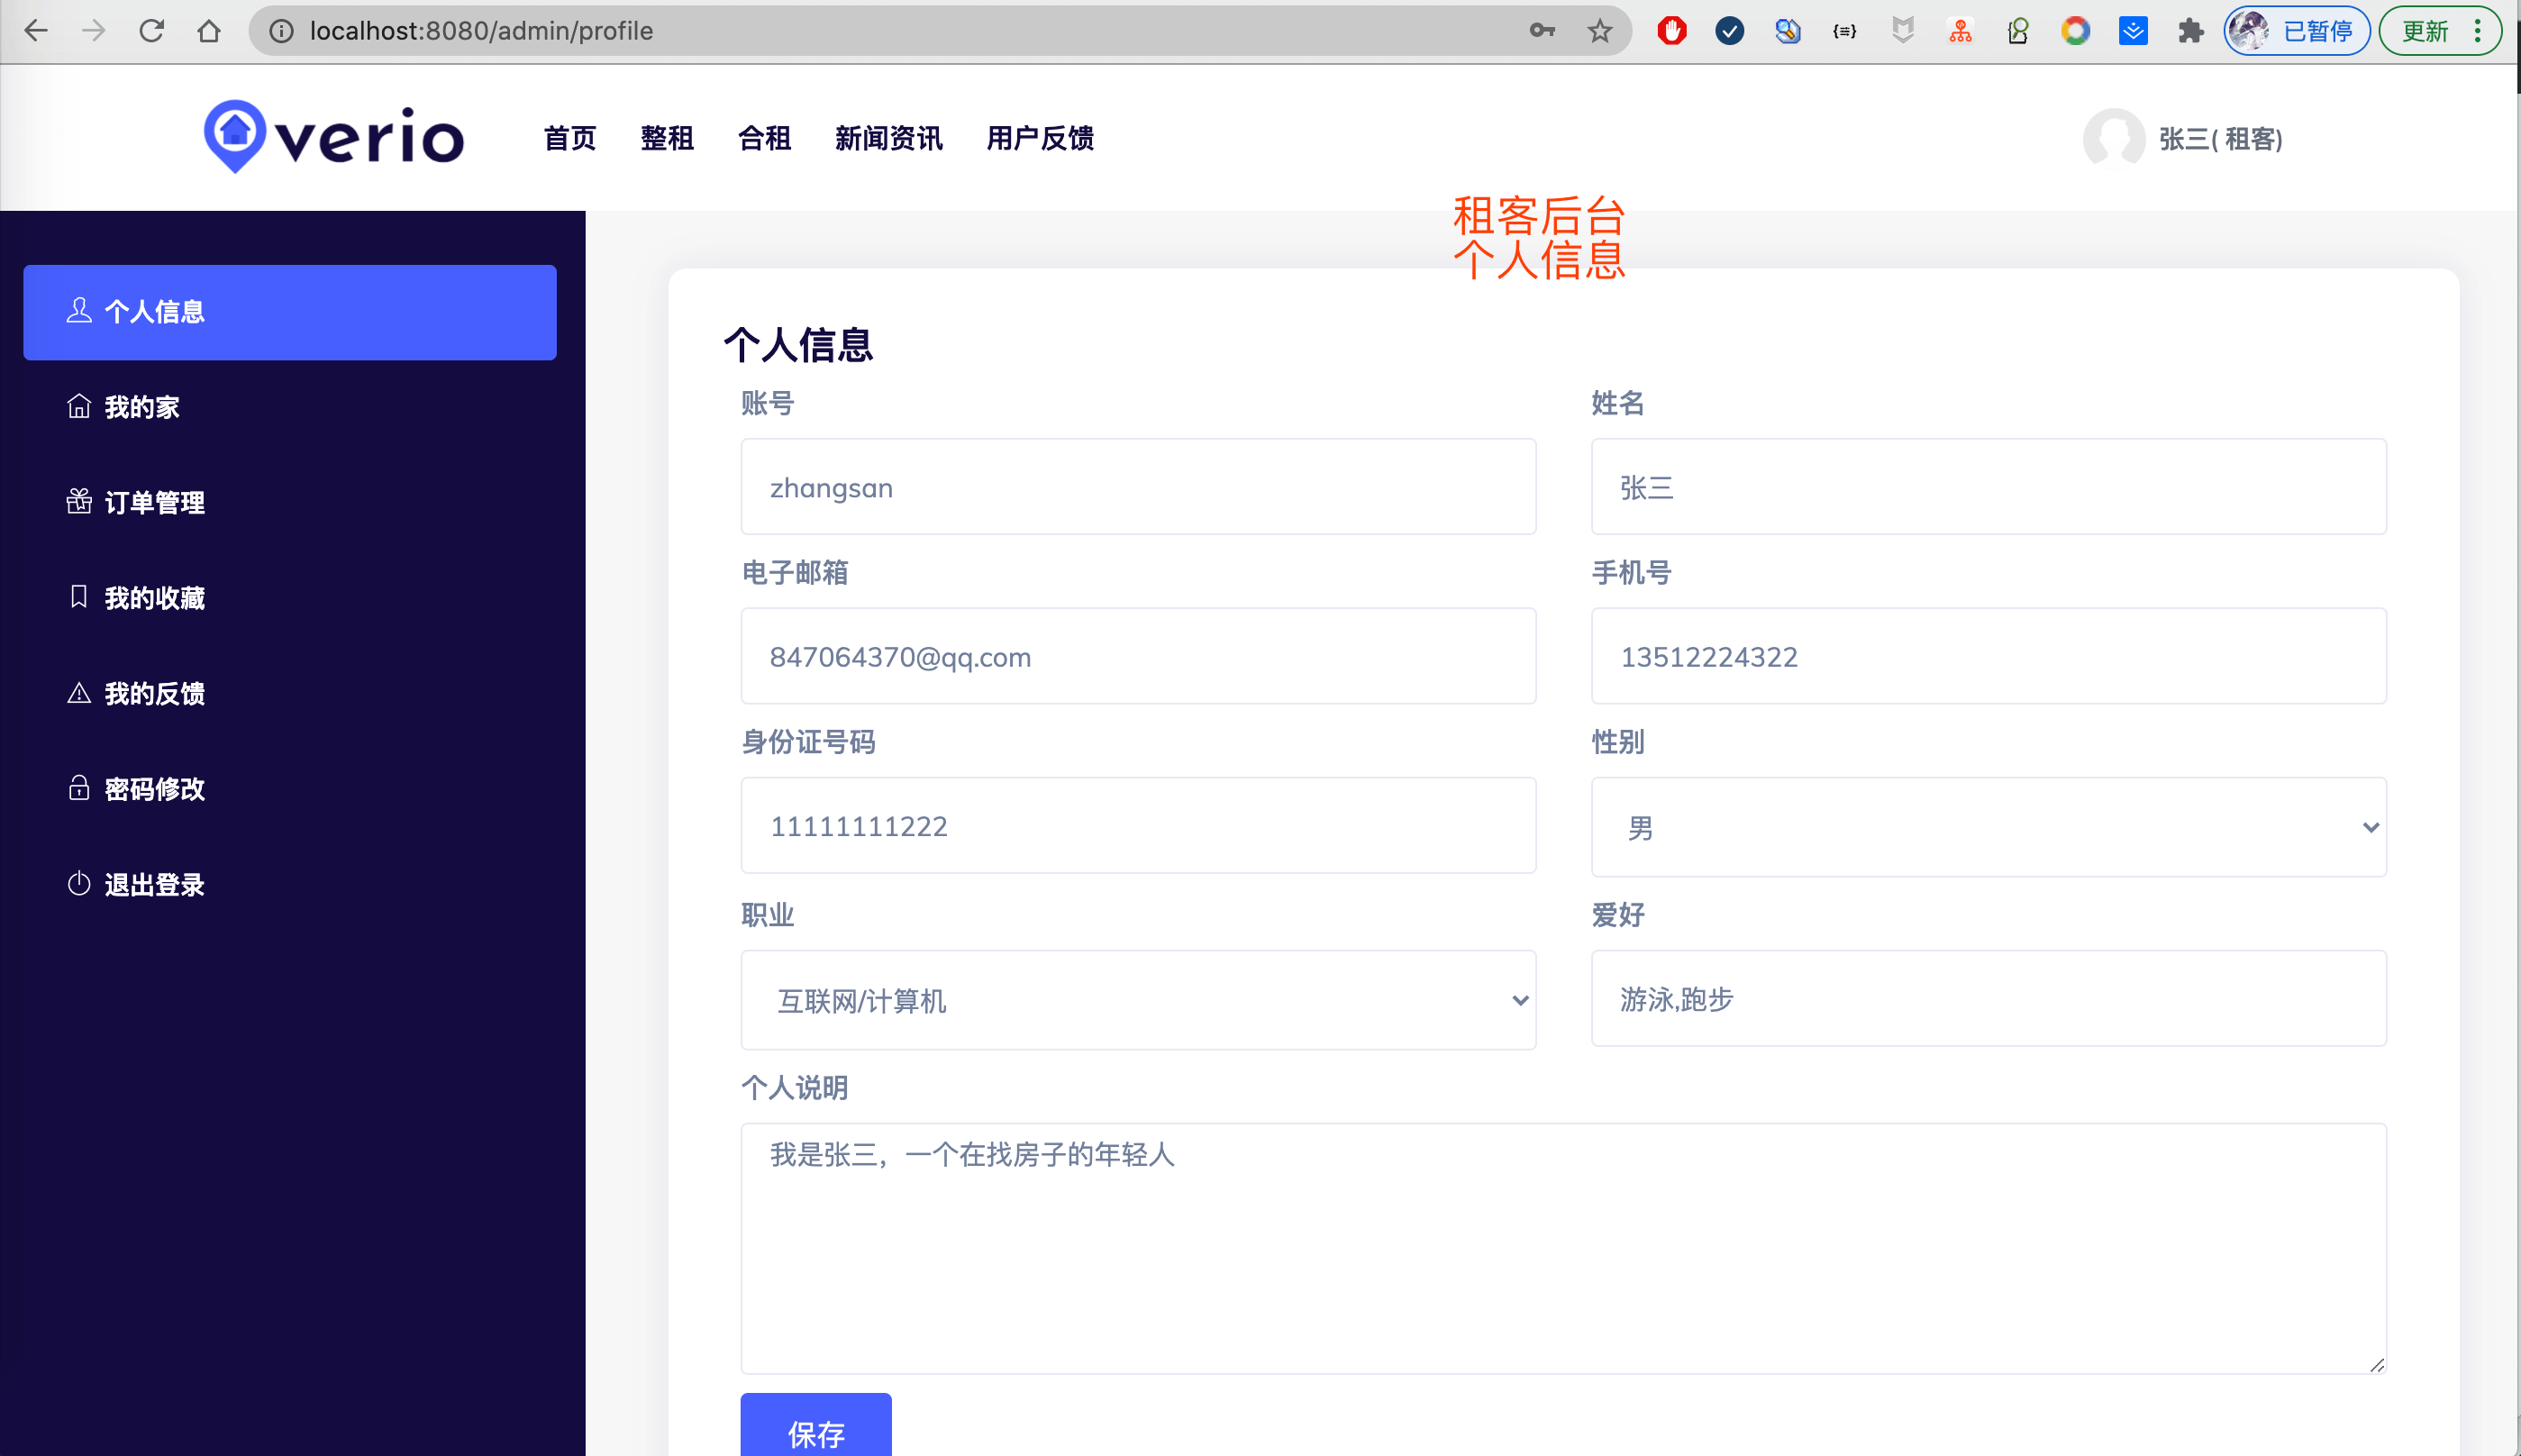 localhost:8080/admin/profile
已暂停
更新
verio
首页 整租 合租 新闻资讯 用户反馈
张三( 租客)
租客后台
个人信息
个人信息
我的家
订单管理
我的收藏
我的反馈
密码修改
退出登录
个人信息
账号 姓名
zhangsan 张三
电子邮箱 手机号
847064370@qq.com 13512224322
身份证号码 性别
11111111222 男
职业 爱好
互联网/计算机 游泳,跑步
个人说明
我是张三，一个在找房子的年轻人
保存